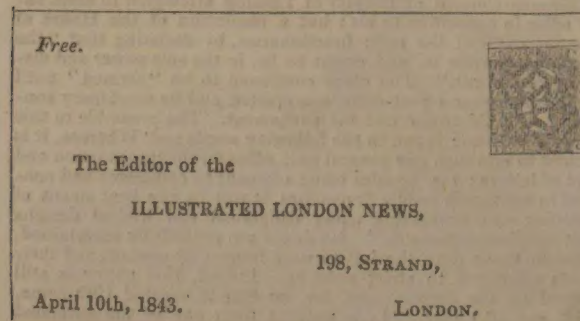 Free.
The Editor of the
ILLUSTRATED LONDON NEWS,
198, STRAND,
April 10th, 1843.
LONDON.